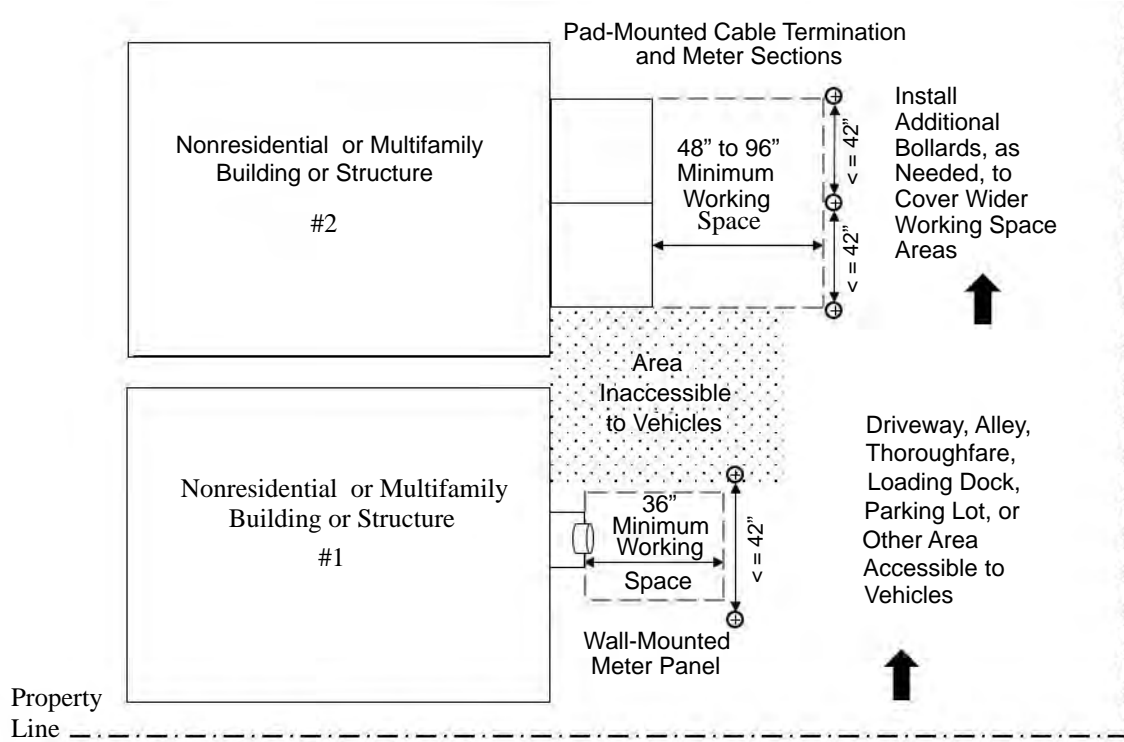 Pad-Mounted Cable Termination
and Meter Sections
Nonresidential or Multifamily
Building or Structure
#2
48” to 96”
Minimum
Working
Space
< = 42”
< = 42”
Install
Additional
Bollards, as
Needed, to
Cover Wider
Working Space
Areas
Area
Inaccessible
to Vehicles
Nonresidential or Multifamily
Building or Structure
#1
36”
Minimum
Working
Space
< = 42”
Wall-Mounted
Meter Panel
Driveway, Alley,
Thoroughfare,
Loading Dock,
Parking Lot, or
Other Area
Accessible to
Vehicles
Property
Line